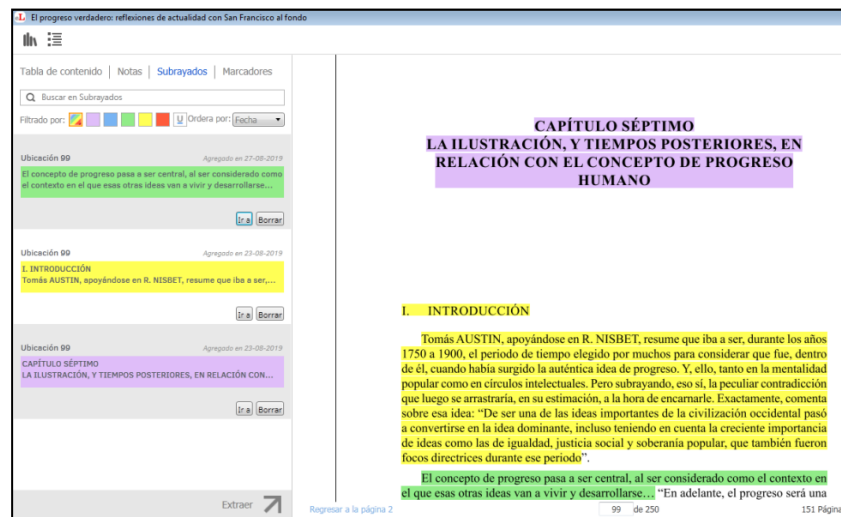 El progreso verdadero: reflexiones de actualidad con San Francisco al fondo
Tabla de contenido | Notas | Subrayados | Marcadores
Buscar en Subrayados
Filtrado por: U Ordera por: Fecha
Ubicación 99 Agregado en 27-08-2019
El concepto de progreso pasa a ser central, al ser considerado como
el contexto en el que esas otras ideas van a vivir y desarrollarse...
Ir a Borrar
Ubicación 99 Agregado en 23-08-2019
I. INTRODUCCIÓN
Tomás AUSTIN, apoyándose en R. NISBET, resume que iba a ser,...
Ir a Borrar
Ubicación 99 Agregado en 23-08-2019
CAPÍTULO SÉPTIMO
LA ILUSTRACIÓN, Y TIEMPOS POSTERIORES, EN RELACIÓN CON...
Ir a Borrar
Extraer
CAPÍTULO SÉPTIMO
LA ILUSTRACIÓN, Y TIEMPOS POSTERIORES, EN
RELACIÓN CON EL CONCEPTO DE PROGRESO
HUMANO
I. INTRODUCCIÓN
Tomás AUSTIN, apoyándose en R. NISBET, resume que iba a ser, durante los años
1750 a 1900, el periodo de tiempo elegido por muchos para considerar que fue, dentro
de él, cuando había surgido la auténtica idea de progreso. Y, ello, tanto en la mentalidad
popular como en círculos intelectuales. Pero subrayando, eso sí, la peculiar contradicción
que luego se arrastraría, en su estimación, a la hora de encarnarle. Exactamente, comenta
sobre esa idea: “De ser una de las ideas importantes de la civilización occidental pasó
a convertirse en la idea dominante, incluso teniendo en cuenta la creciente importancia
de ideas como las de igualdad, justicia social y soberanía popular, que también fueron
focos directrices durante ese periodo”.
El concepto de progreso pasa a ser central, al ser considerado como el contexto en
el que esas otras ideas van a vivir y desarrollarse… “En adelante, el progreso será una
Regresar a la página 2 99 de 250 151 Página